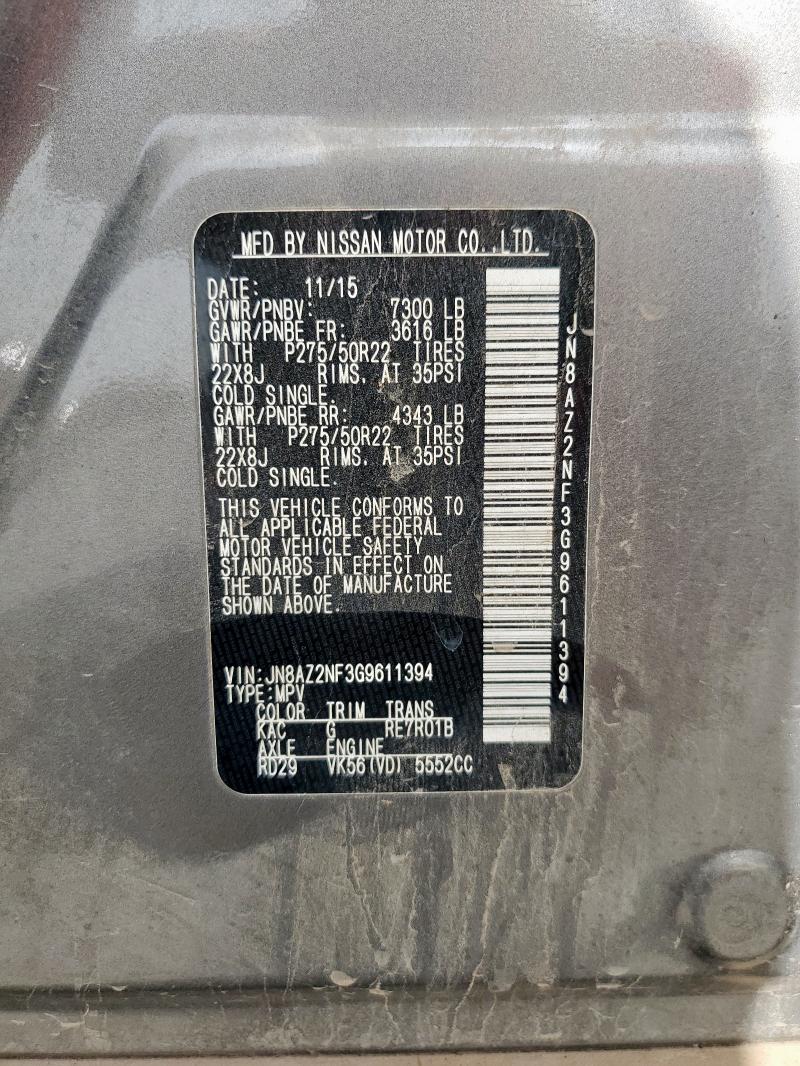 MFD BY NISSAN MOTOR CO.,LTD.
DATE: 11/15
GVWR/PNBV: 7300 LB
GAWR/PNBE FR: 3616 LB
WITH P275/50R22 TIRES
22X8J RIMS. AT 35PSI
COLD SINGLE.
GAWR/PNBE RR: 4343 LB
WITH P275/50R22 TIRES
22X8J RIMS. AT 35PSI
COLD SINGLE.
THIS VEHICLE CONFORMS TO
ALL APPLICABLE FEDERAL
MOTOR VEHICLE SAFETY
STANDARDS IN EFFECT ON
THE DATE OF MANUFACTURE
SHOWN ABOVE.
VIN:JN8AZ2NF3G9611394
TYPE:MPV
COLOR TRIM TRANS
KAC G RE7R01B
AXLE ENGINE
RD29 VK56(VD) 5552CC
JN8AZ2NF3G9611394